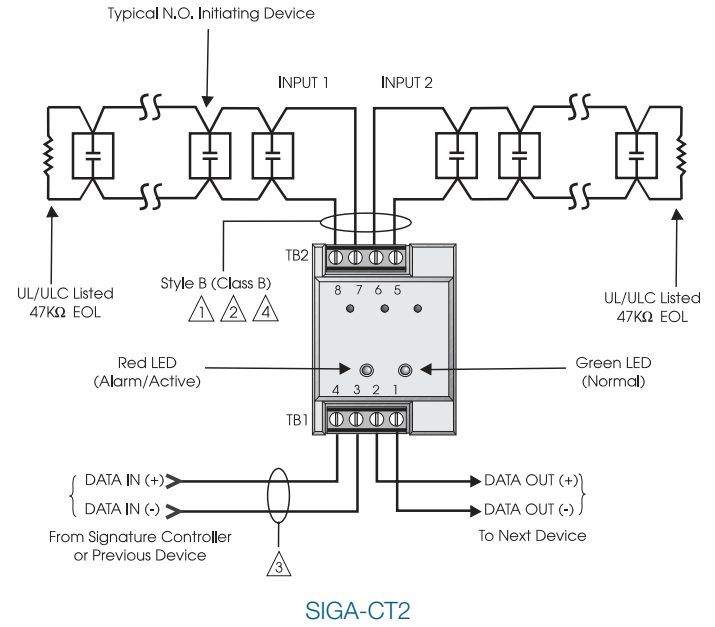 Typical N.O. Initiating Device
INPUT 1
INPUT 2
TB2
8 7 6 5
Style B (Class B)
1 2 4
UL/ULC Listed
47KΩ EOL
UL/ULC Listed
47KΩ EOL
Red LED
(Alarm/Active)
Green LED
(Normal)
4 3 2 1
TB1
DATA IN (+)
DATA IN (-)
From Signature Controller
or Previous Device
3
DATA OUT (+)
DATA OUT (-)
To Next Device
SIGA-CT2